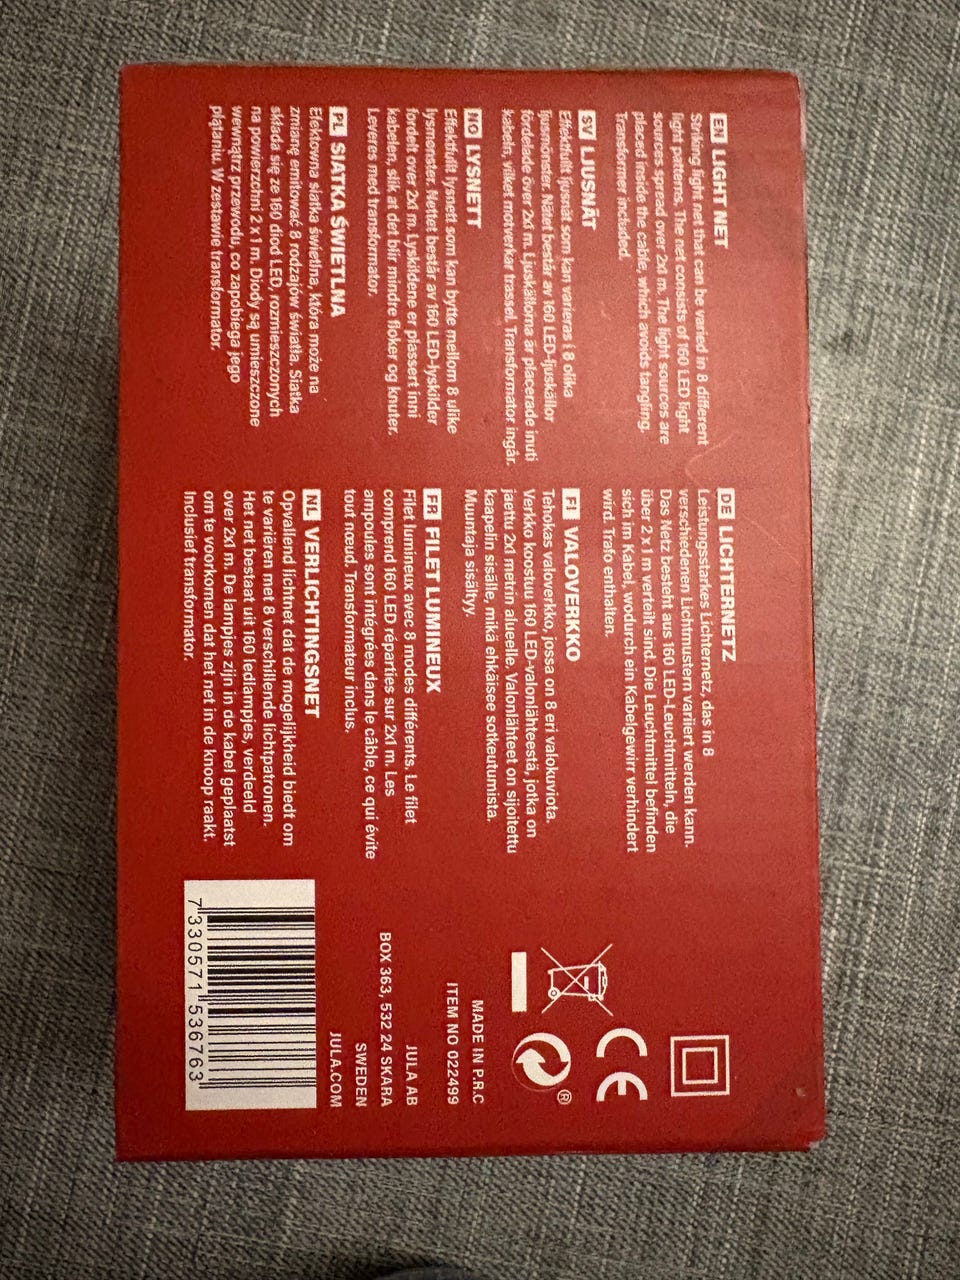 EN LIGHT NET
Striking light net that can be varied in 8 different
light patterns. The net consists of 160 LED light
sources spread over 2x1 m. The light sources are
placed inside the cable, which avoids tangling.
Transformer included.
SV LJUSNÄT
Effektfullt ljusnät som kan varieras i 8 olika
ljusmönster. Nätet består av 160 LED-ljuskällor
fördelade över 2x1 m. Ljuskällorna är placerade inuti
kabeln, vilket motverkar trassel. Transformator ingår.
NO LYSNETT
Effektfullt lysnett som kan bytte mellom 8 ulike
lysmønster. Nettet består av 160 LED-lyskilder
fordelt over 2x1 m. Lyskildene er plassert inni
kabelen, slik at det blir mindre floker og knuter.
Leveres med transformator.
PL SIATKA ŚWIETLNA
Efektowna siatka świetlna, która może na
zmianę emitować 8 rodzajów światła. Siatka
składa się ze 160 diod LED, rozmieszczonych
na powierzchni 2 x 1 m. Diody są umieszczone
wewnątrz przewodu, co zapobiega jego
plątaniu. W zestawie transformator.
DE LICHTERNETZ
Leistungsstarkes Lichternetz, das in 8
verschiedenen Lichtmustern variiert werden kann.
Das Netz besteht aus 160 LED-Leuchtmitteln, die
über 2 x 1 m verteilt sind. Die Leuchtmittel befinden
sich im Kabel, wodurch ein Kabelgewirr verhindert
wird. Trafo enthalten.
FI VALOVERKKO
Tehokas valoverkko, jossa on 8 eri valokuviota.
Verkko koostuu 160 LED-valonlähteestä, jotka on
jaettu 2x1 metrin alueelle. Valonlähteet on sijoitettu
kaapelin sisälle, mikä ehkäisee sotkeutumista.
Muuntaja sisältyy.
FR FILET LUMINEUX
Filet lumineux avec 8 modes différents. Le filet
comprend 160 LED réparties sur 2x1 m. Les
ampoules sont intégrées dans le câble, ce qui évite
tout nœud. Transformateur inclus.
NL VERLICHTINGSNET
Opvallend lichtnet dat de mogelijkheid biedt om
te variëren met 8 verschillende lichtpatronen.
Het net bestaat uit 160 ledlampjes, verdeeld
over 2x1 m. De lampjes zijn in de kabel geplaatst
om te voorkomen dat het net in de knoop raakt.
Inclusief transformator.
CE
®
MADE IN P.R.C
ITEM NO 022499
JULA AB
BOX 363, 532 24 SKARA
SWEDEN
JULA.COM
7 330571 536763